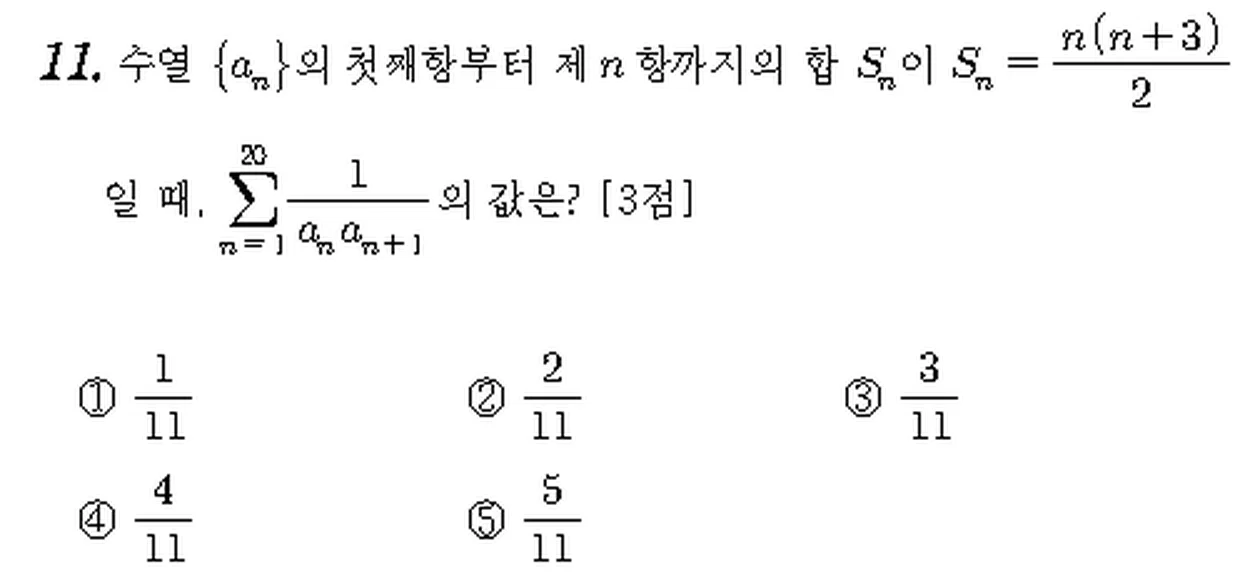 11. 수열 {aₙ}의 첫째항부터 제 n 항까지의 합 Sₙ이 Sₙ = n(n+3)/2
일 때, ∑_{n=1}^{20} 1/(aₙaₙ₊₁) 의 값은? [3점]
① 1/11 ② 2/11 ③ 3/11
④ 4/11 ⑤ 5/11